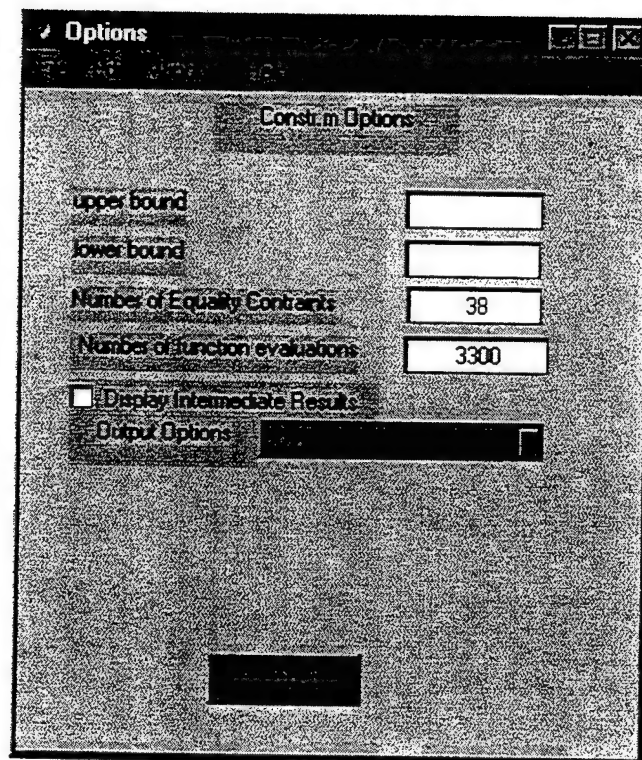 Options
Constr.m Options
upper bound
lower bound
Number of Equality Contraints
38
Number of function evaluations
3300
Display Intermediate Results
Output Options